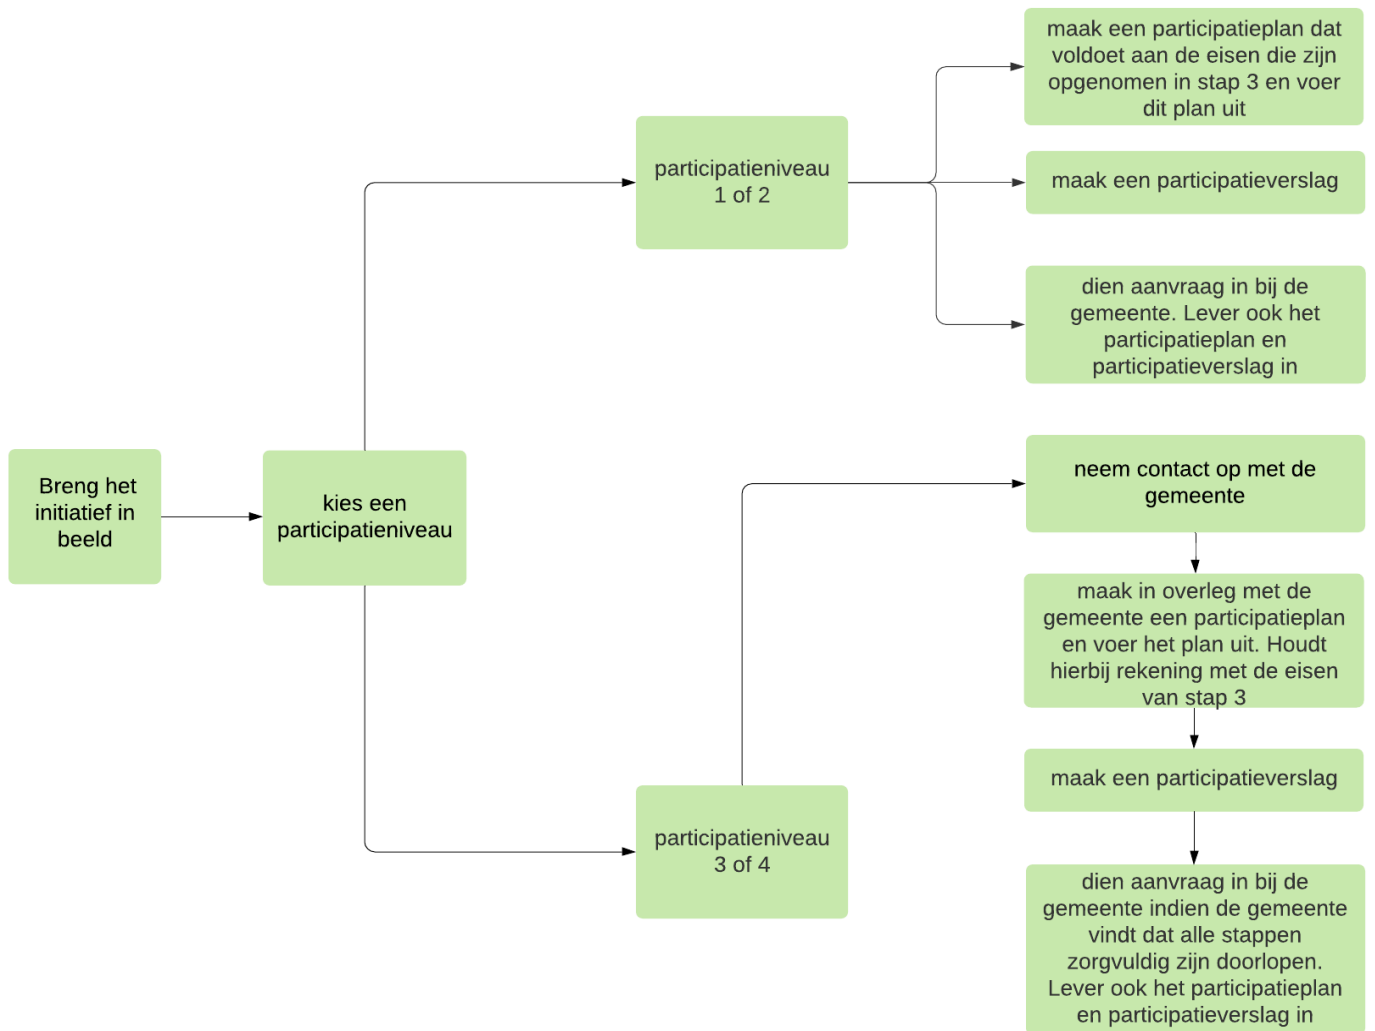 Breng het
initiatief in
beeld
kies een
participatieniveau
participatieniveau
1 of 2
maak een participatieplan dat
voldoet aan de eisen die zijn
opgenomen in stap 3 en voer
dit plan uit
maak een participatieverslag
dien aanvraag in bij de
gemeente. Lever ook het
participatieplan en
participatieverslag in
participatieniveau
3 of 4
neem contact op met de
gemeente
maak in overleg met de
gemeente een participatieplan
en voer het plan uit. Houdt
hierbij rekening met de eisen
van stap 3
maak een participatieverslag
dien aanvraag in bij de
gemeente indien de gemeente
vindt dat alle stappen
zorgvuldig zijn doorlopen.
Lever ook het participatieplan
en participatieverslag in